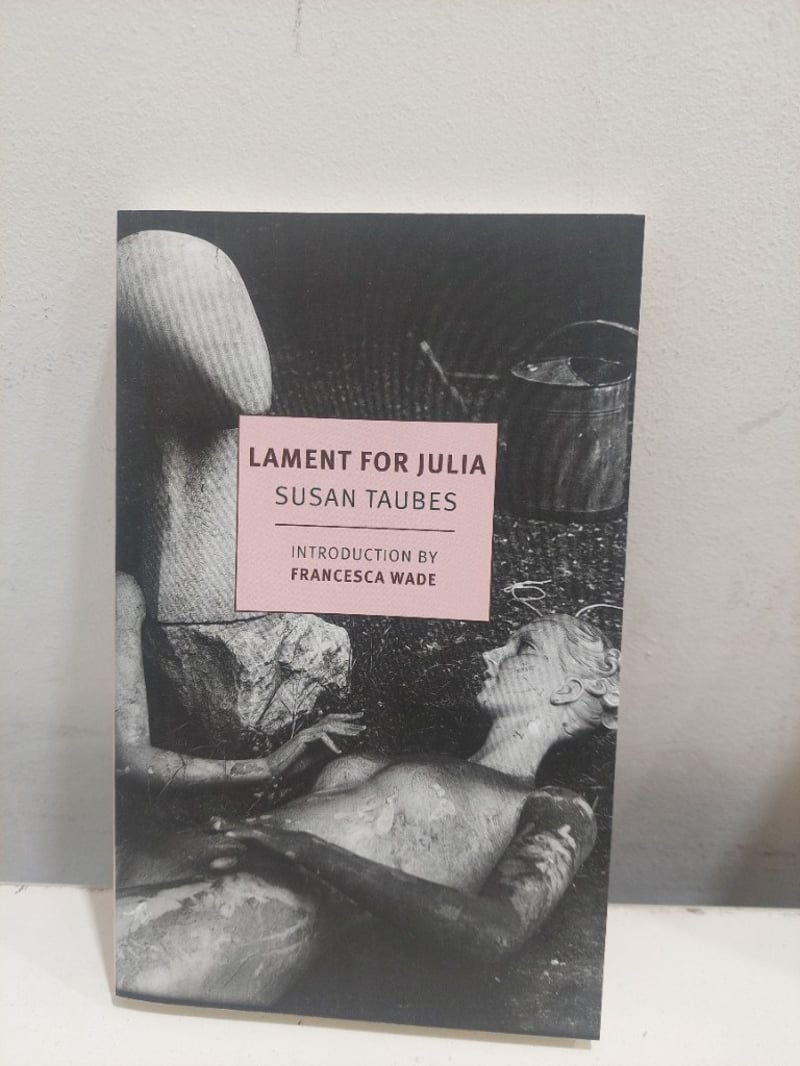 LAMENT FOR JULIA
SUSAN TAUBES
INTRODUCTION BY
FRANCESCA WADE